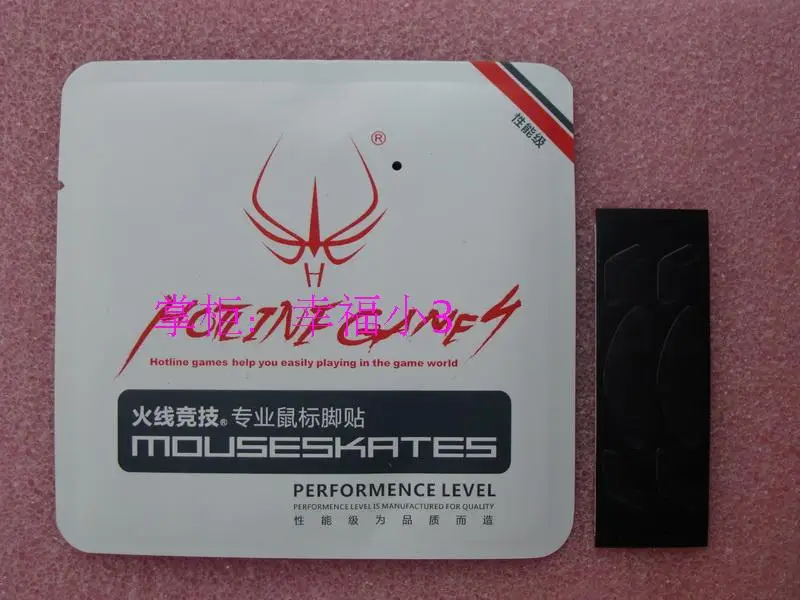 性能级
®
H
HOTLINE GAMES
掌柜：幸福小3
Hotline games help you easily playing in the game world
火线竞技® 专业鼠标脚贴
MOUSESKATES
PERFORMENCE LEVEL
PERFORMENCE LEVEL IS MANUFACTURED FOR QUALITY
性能级为品质而造